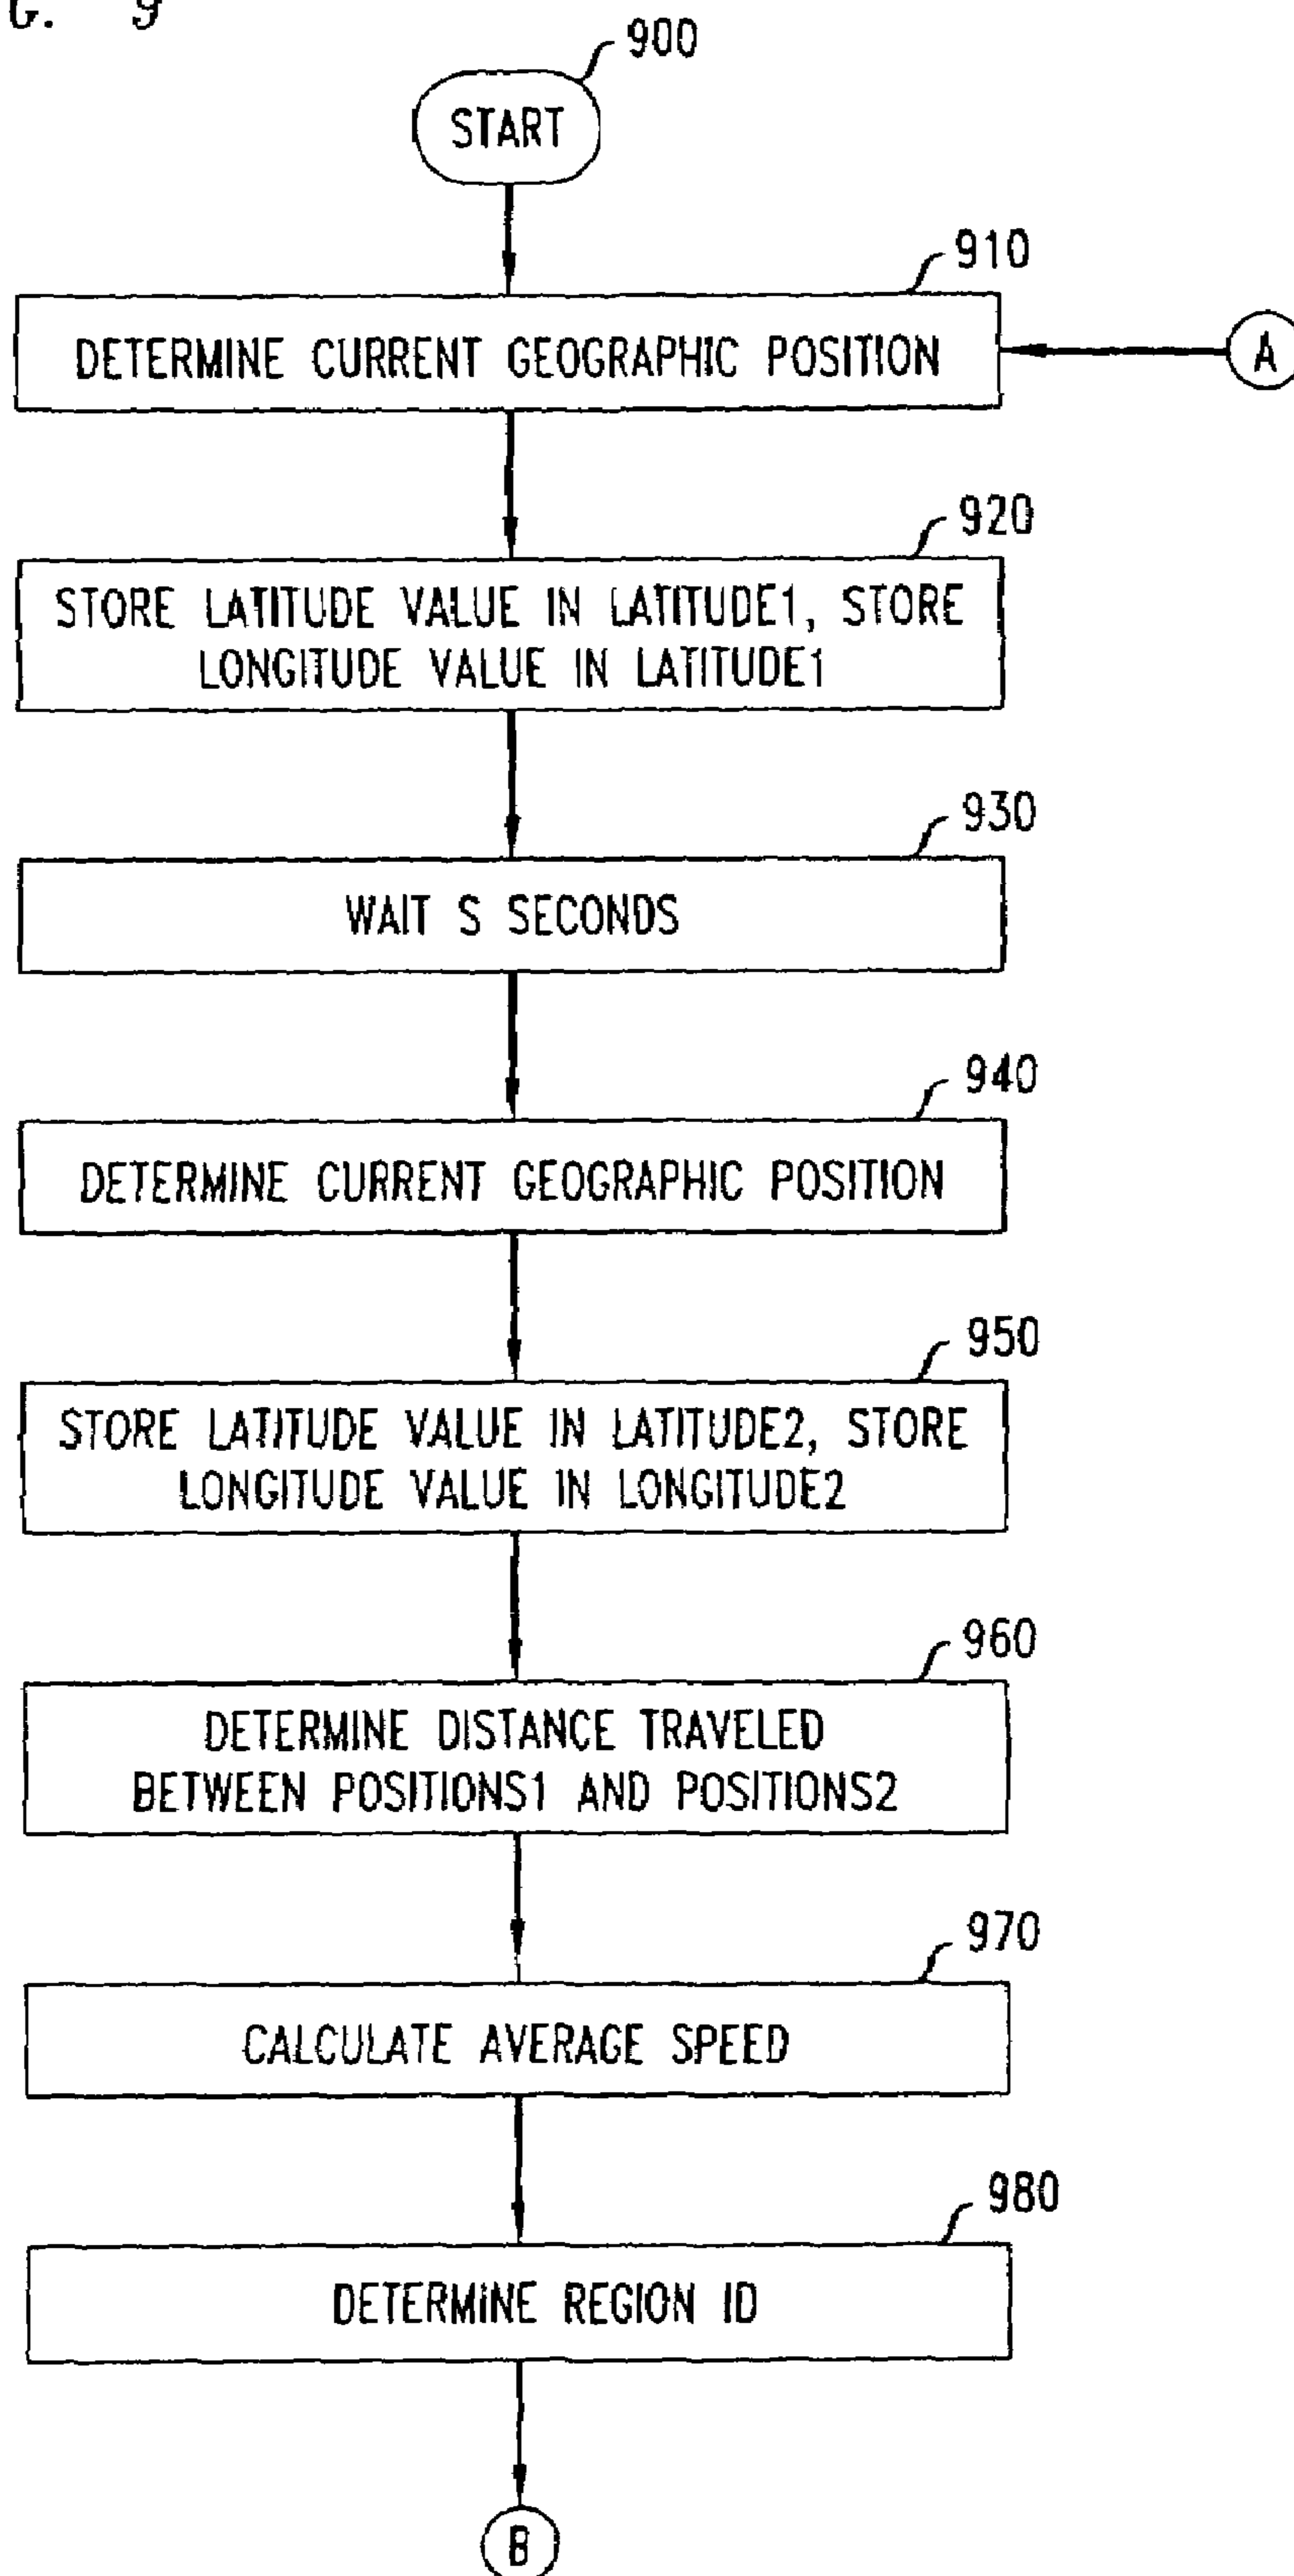 G. 9
900
START
910
DETERMINE CURRENT GEOGRAPHIC POSITION
A
920
STORE LATITUDE VALUE IN LATITUDE1, STORE
LONGITUDE VALUE IN LATITUDE1
930
WAIT S SECONDS
940
DETERMINE CURRENT GEOGRAPHIC POSITION
950
STORE LATITUDE VALUE IN LATITUDE2, STORE
LONGITUDE VALUE IN LONGITUDE2
960
DETERMINE DISTANCE TRAVELED
BETWEEN POSITIONS1 AND POSITIONS2
970
CALCULATE AVERAGE SPEED
980
DETERMINE REGION ID
B